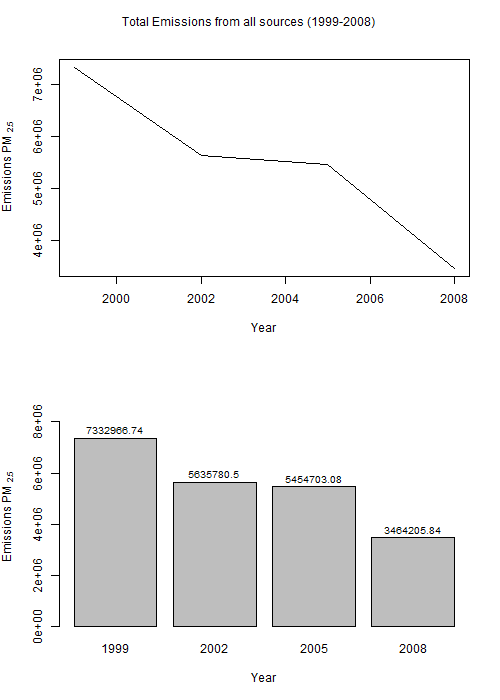 Total Emissions from all sources (1999-2008)
Emissions PM 2.5
7e+06
6e+06
5e+06
4e+06
2000 2002 2004 2006 2008
Year
Emissions PM 2.5
8e+06
6e+06
4e+06
2e+06
0e+00
7332966.74
5635780.5
5454703.08
3464205.84
1999 2002 2005 2008
Year